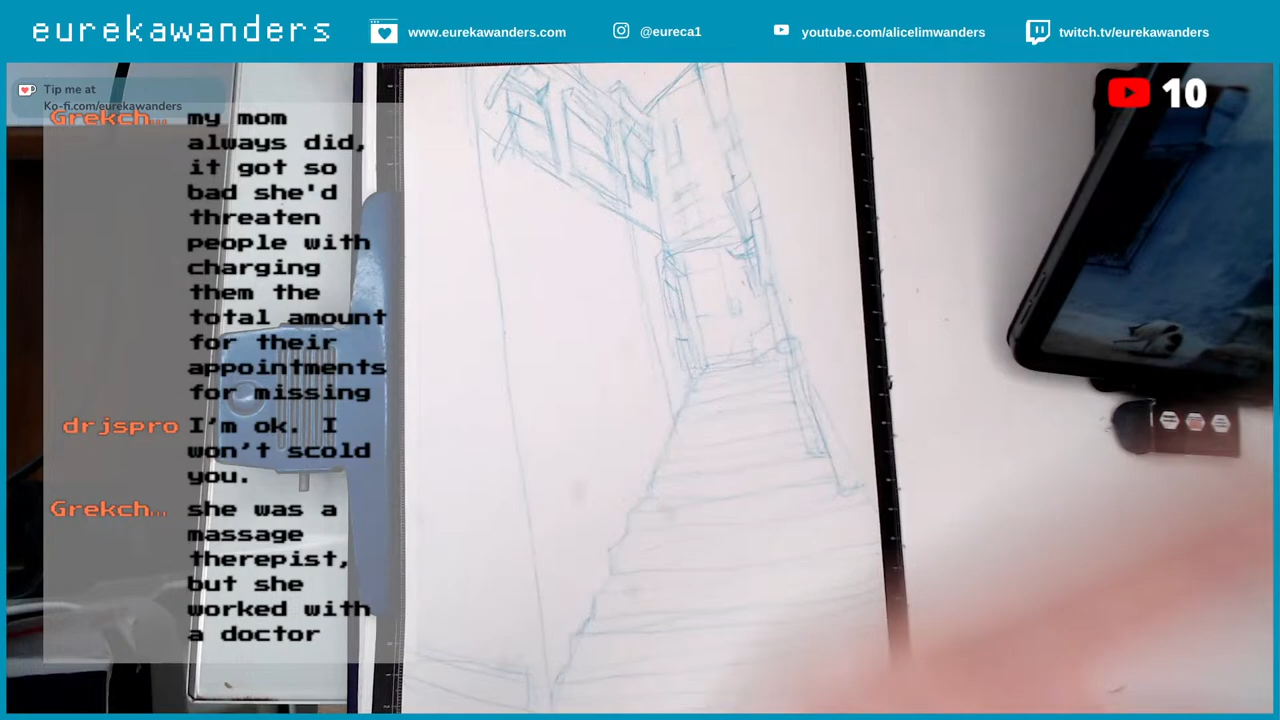 eurekawanders
www.eurekawanders.com
@eureca1
youtube.com/alicelimwanders
twitch.tv/eurekawanders
Tip me at
Ko-fi.com/eurekawanders
10
Grekch... my mom
always did,
it got so
bad she'd
threaten
people with
charging
them the
total amount
for their
appointments
for missing
drjspro I'm ok. I
won't scold
you.
Grekch... she was a
massage
therepist,
but she
worked with
a doctor